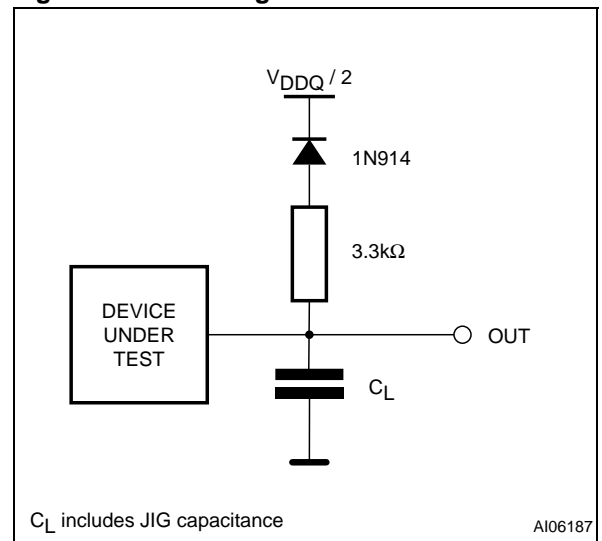 V_DDQ / 2
1N914
3.3kΩ
DEVICE
UNDER
TEST
OUT
C_L
C_L includes JIG capacitance
AI06187